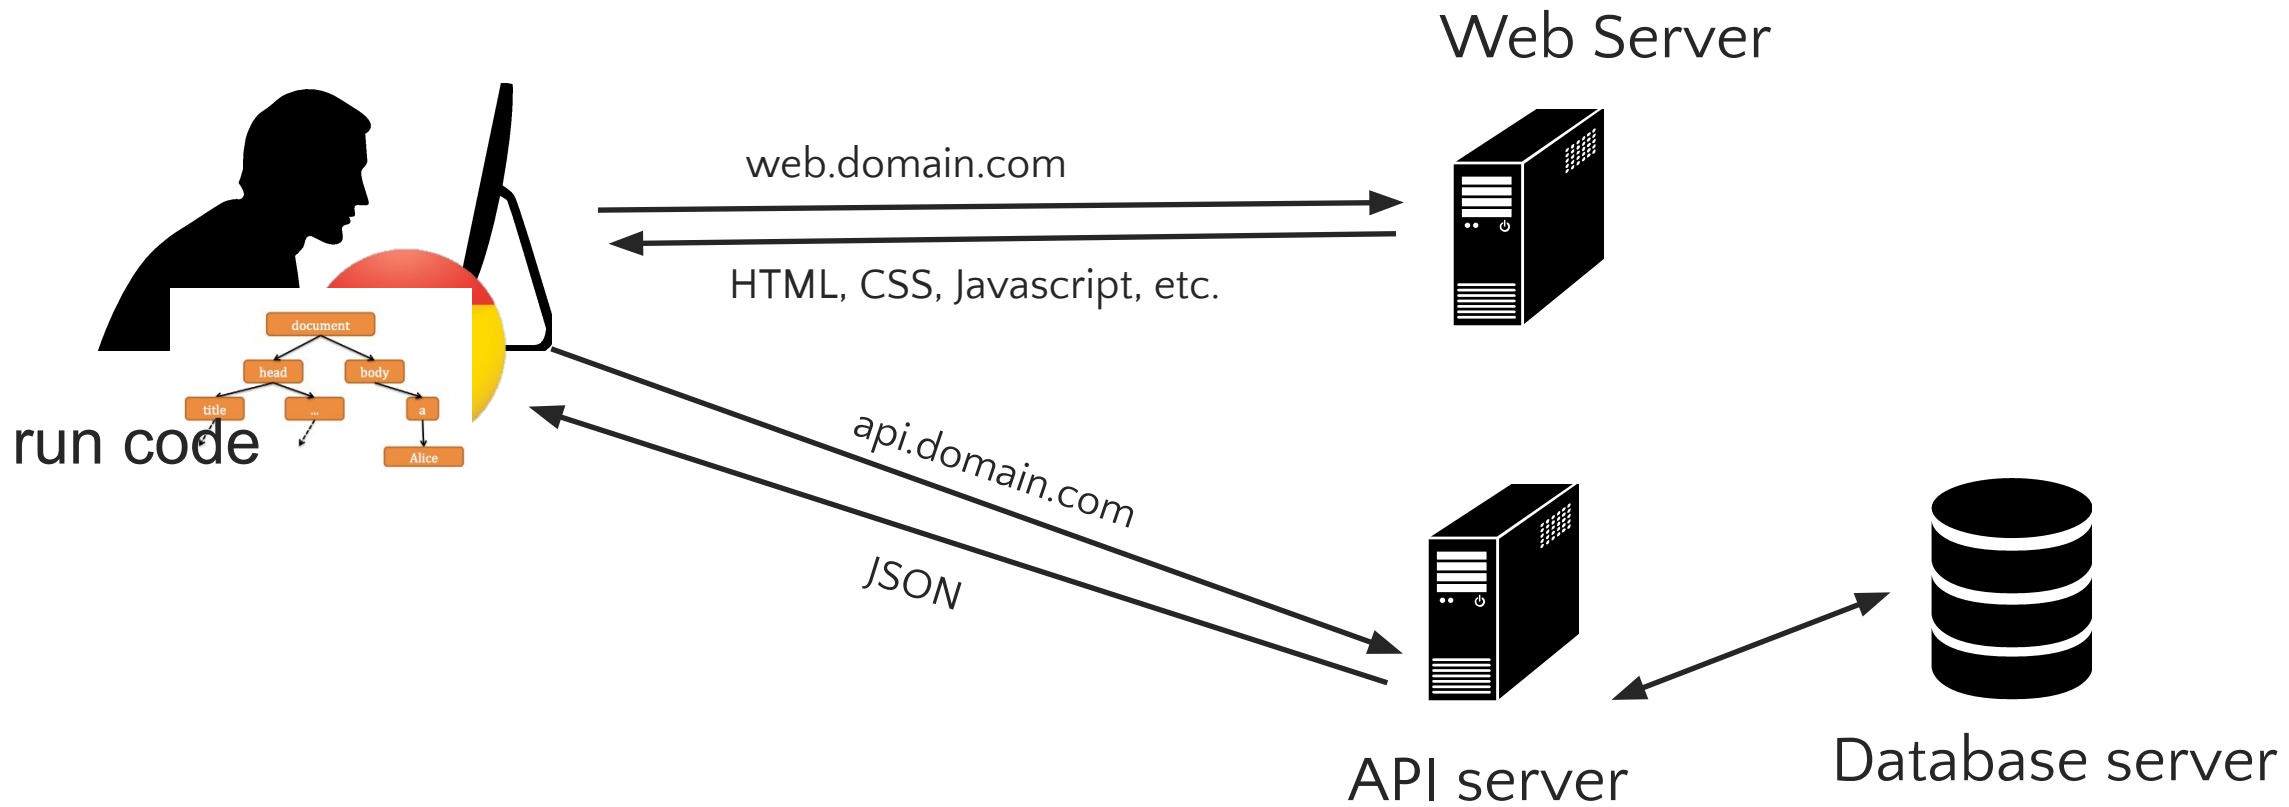 Web Server
web.domain.com
HTML, CSS, Javascript, etc.
document
head body
title ... a
run code
Alice
api.domain.com
JSON
API server
Database server